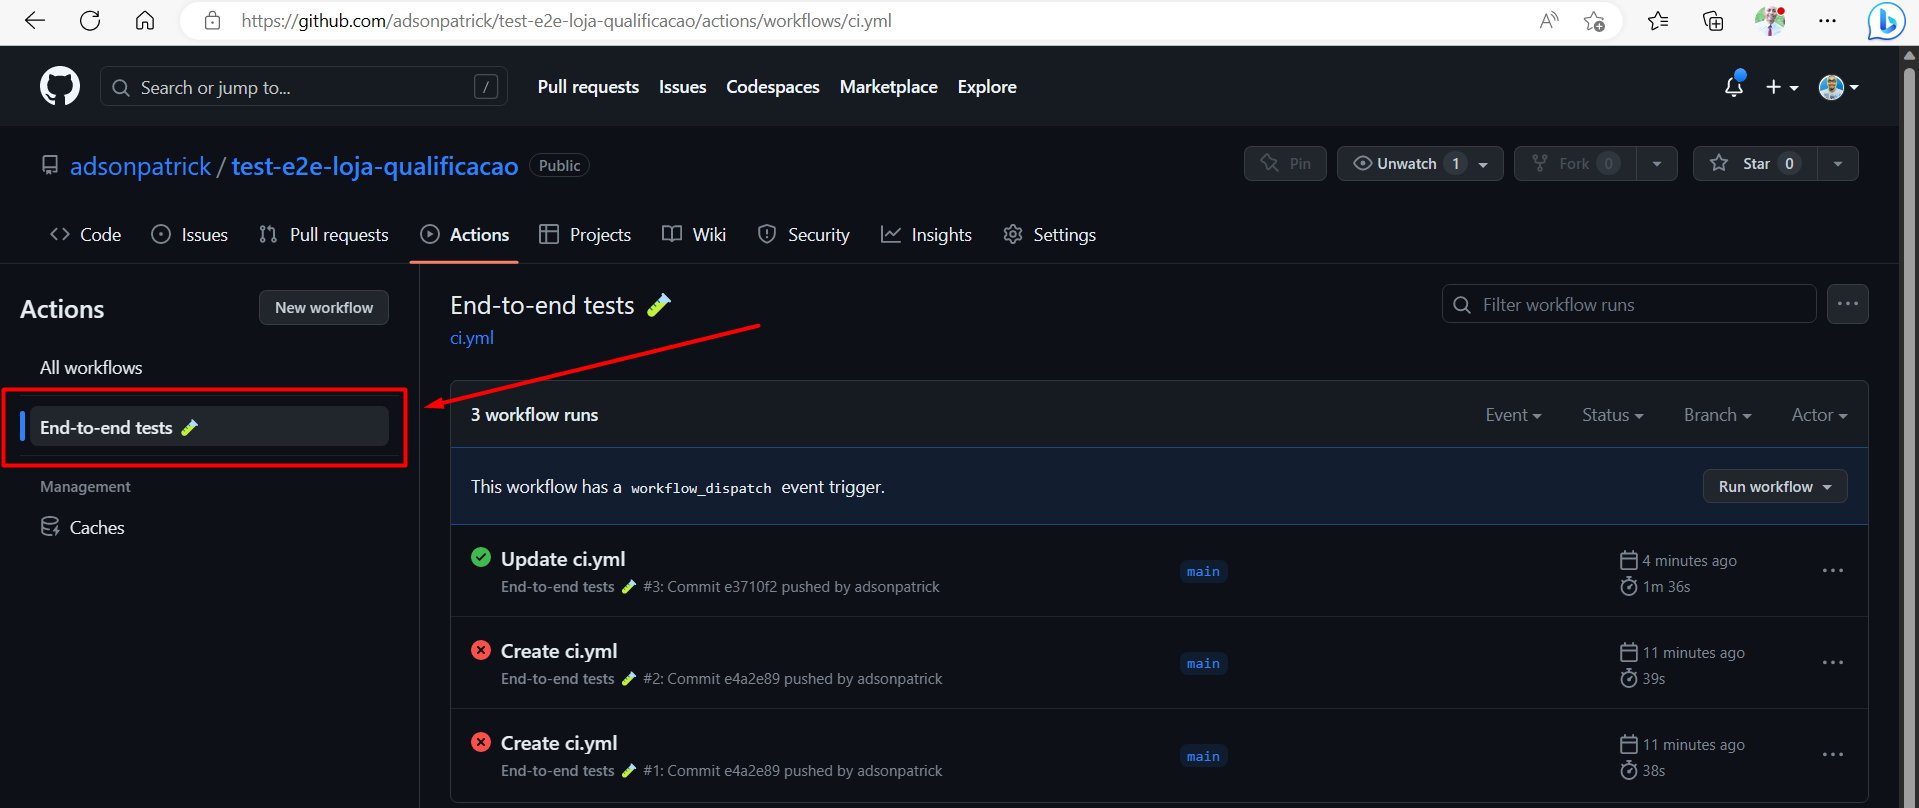 https://github.com/adsonpatrick/test-e2e-loja-qualificacao/actions/workflows/ci.yml
Search or jump to... /
Pull requests Issues Codespaces Marketplace Explore
adsonpatrick / test-e2e-loja-qualificacao Public
Pin Unwatch 1 Fork 0 Star 0
Code Issues Pull requests Actions Projects Wiki Security Insights Settings
Actions New workflow
All workflows
End-to-end tests
Management
Caches
End-to-end tests
ci.yml
Filter workflow runs
3 workflow runs
Event Status Branch Actor
This workflow has a workflow_dispatch event trigger.
Run workflow
Update ci.yml
End-to-end tests #3: Commit e3710f2 pushed by adsonpatrick
main
4 minutes ago
1m 36s
Create ci.yml
End-to-end tests #2: Commit e4a2e89 pushed by adsonpatrick
main
11 minutes ago
39s
Create ci.yml
End-to-end tests #1: Commit e4a2e89 pushed by adsonpatrick
main
11 minutes ago
38s